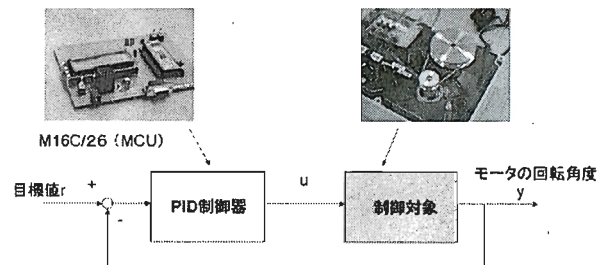 M16C/26 (MCU)
目標値r
+
-
PID制御器
u
制御対象
モータの回転角度
y